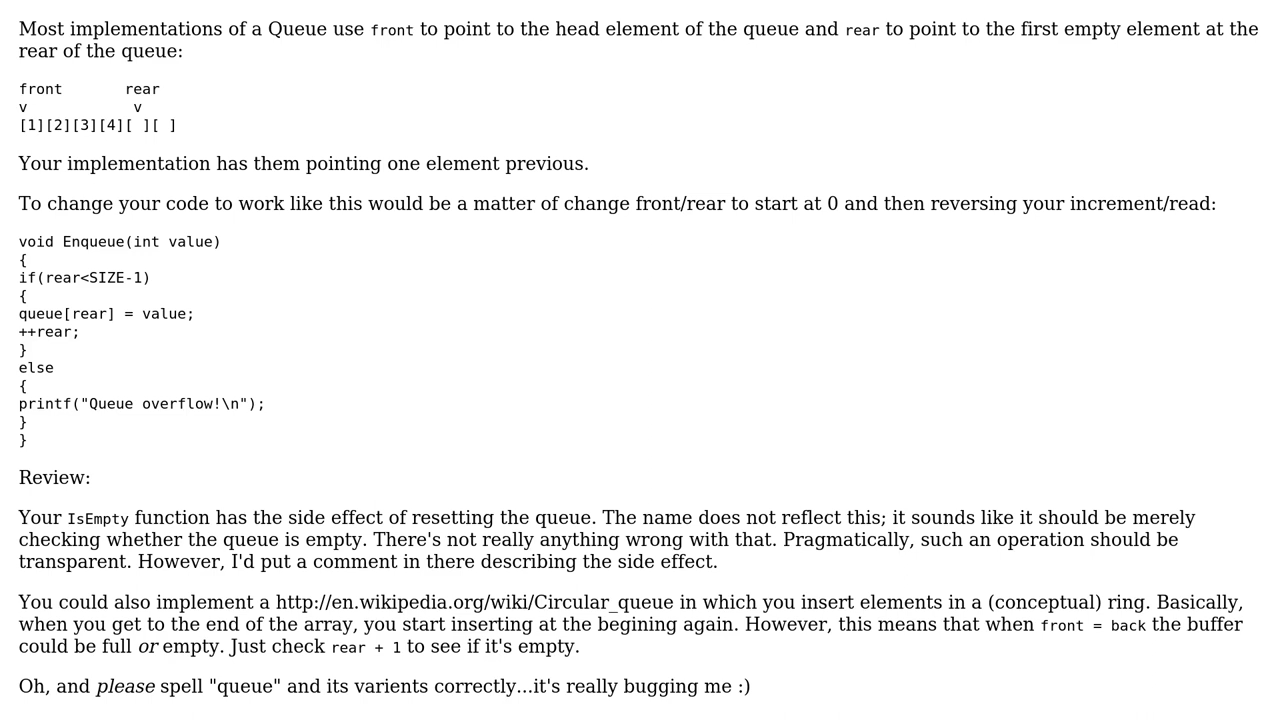 Most implementations of a Queue use front to point to the head element of the queue and rear to point to the first empty element at the
rear of the queue:
front       rear
v            v
[1][2][3][4][ ][ ]
Your implementation has them pointing one element previous.
To change your code to work like this would be a matter of change front/rear to start at 0 and then reversing your increment/read:
void Enqueue(int value)
{
if(rear<SIZE-1)
{
queue[rear] = value;
++rear;
}
else
{
printf("Queue overflow!\n");
}
}
Review:
Your IsEmpty function has the side effect of resetting the queue. The name does not reflect this; it sounds like it should be merely
checking whether the queue is empty. There's not really anything wrong with that. Pragmatically, such an operation should be
transparent. However, I'd put a comment in there describing the side effect.
You could also implement a http://en.wikipedia.org/wiki/Circular_queue in which you insert elements in a (conceptual) ring. Basically,
when you get to the end of the array, you start inserting at the begining again. However, this means that when front = back the buffer
could be full or empty. Just check rear + 1 to see if it's empty.
Oh, and please spell "queue" and its varients correctly...it's really bugging me :)